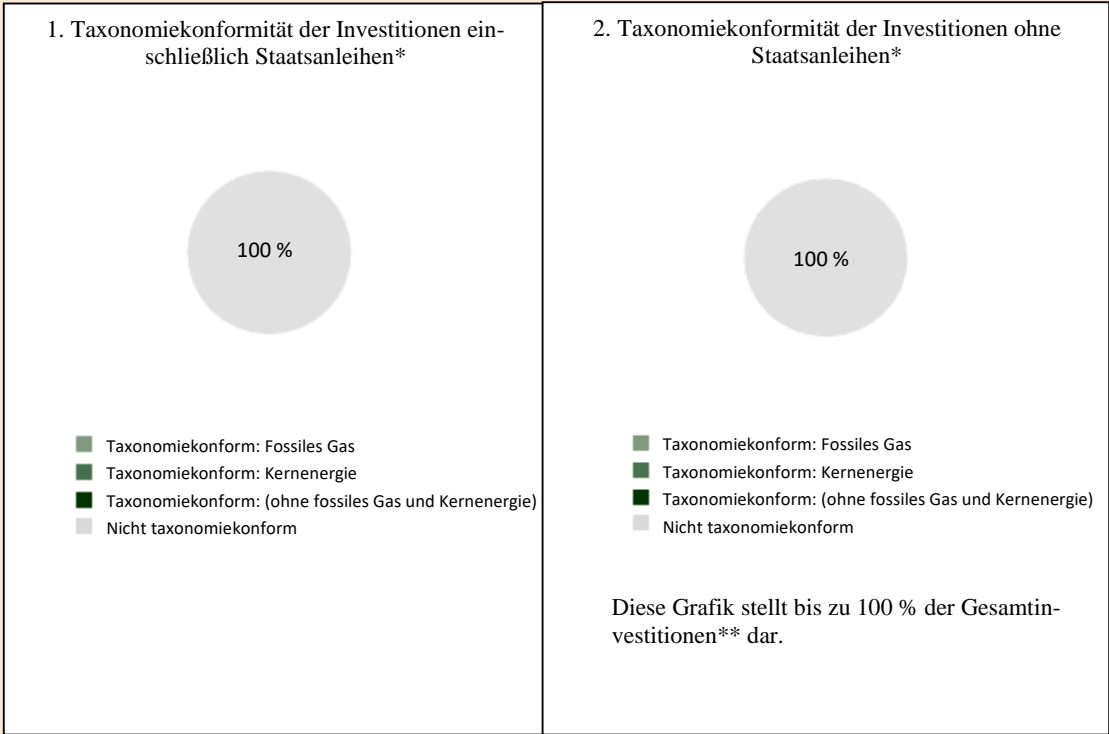 1. Taxonomiekonformität der Investitionen ein-
schließlich Staatsanleihen*
100 %
Taxonomiekonform: Fossiles Gas
Taxonomiekonform: Kernenergie
Taxonomiekonform: (ohne fossiles Gas und Kernenergie)
Nicht taxonomiekonform
2. Taxonomiekonformität der Investitionen ohne
Staatsanleihen*
100 %
Taxonomiekonform: Fossiles Gas
Taxonomiekonform: Kernenergie
Taxonomiekonform: (ohne fossiles Gas und Kernenergie)
Nicht taxonomiekonform
Diese Grafik stellt bis zu 100 % der Gesamtin-
vestitionen** dar.